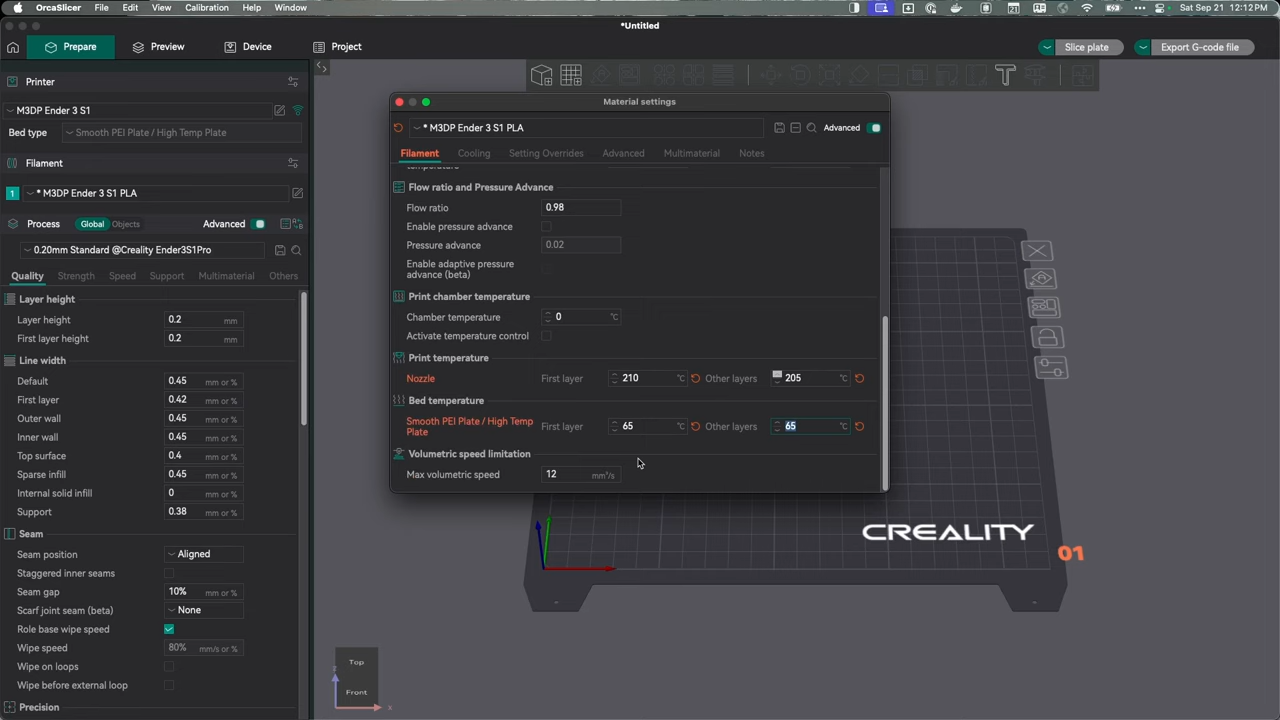 OrcaSlicer File Edit View Calibration Help Window Sat Sep 21 12:12PM
*Untitled
Prepare Preview Device Project Slice plate Export G-code file
Printer
M3DP Ender 3 S1
Bed type Smooth PEI Plate / High Temp Plate
Filament
1 * M3DP Ender 3 S1 PLA
Process Global Objects Advanced
0.20mm Standard @Creality Ender3S1Pro
Quality Strength Speed Support Multimaterial Others
Layer height
Layer height 0.2 mm
First layer height 0.2 mm
Line width
Default 0.45 mm or %
First layer 0.42 mm or %
Outer wall 0.45 mm or %
Inner wall 0.45 mm or %
Top surface 0.4 mm or %
Sparse infill 0.45 mm or %
Internal solid infill 0 mm or %
Support 0.38 mm or %
Seam
Seam position Aligned
Staggered inner seams
Seam gap 10% mm or %
Scarf joint seam (beta) None
Role base wipe speed
Wipe speed 80% mm/s or %
Wipe on loops
Wipe before external loop
Precision
Material settings
* M3DP Ender 3 S1 PLA Advanced
Filament Cooling Setting Overrides Advanced Multimaterial Notes
temperature
Flow ratio and Pressure Advance
Flow ratio 0.98
Enable pressure advance
Pressure advance 0.02
Enable adaptive pressure
advance (beta)
Print chamber temperature
Chamber temperature 0 °C
Activate temperature control
Print temperature
Nozzle First layer 210 °C Other layers 205 °C
Bed temperature
Smooth PEI Plate / High Temp
Plate First layer 65 °C Other layers 65 °C
Volumetric speed limitation
Max volumetric speed 12 mm³/s
CREALITY
01
Top
Front
z
x